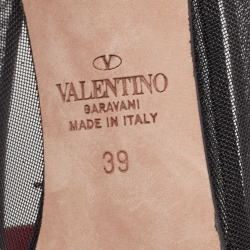 VALENTINO
GARAVANI
MADE IN ITALY
39